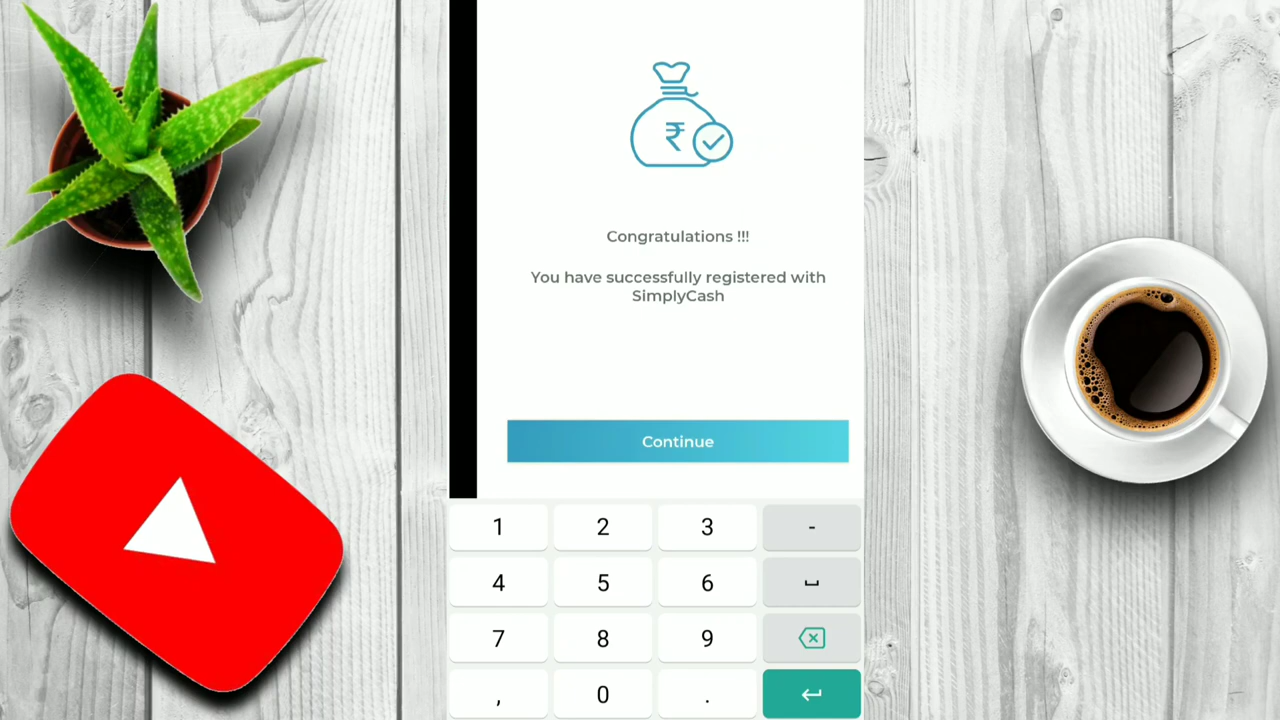 ₹
Congratulations !!!
You have successfully registered with
SimplyCash
Continue
1 2 3 -
4 5 6
7 8 9
, 0 .